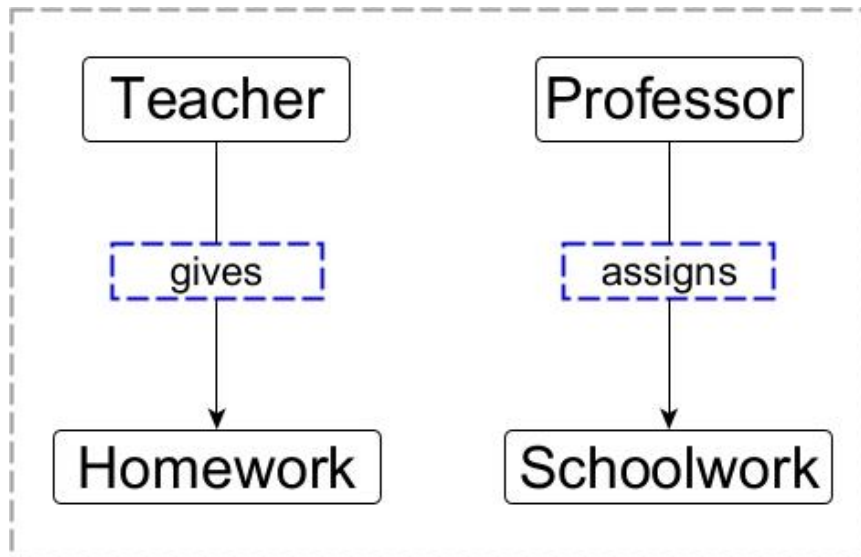 Teacher
Professor
gives
assigns
Homework
Schoolwork